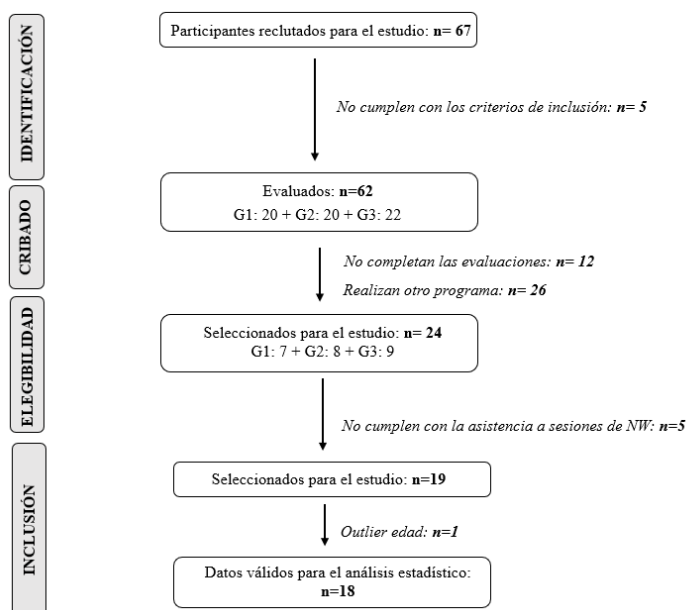 IDENTIFICACIÓN
Participantes reclutados para el estudio: n= 67
No cumplen con los criterios de inclusión: n= 5
CRIBADO
Evaluados: n=62
G1: 20 + G2: 20 + G3: 22
No completan las evaluaciones: n= 12
Realizan otro programa: n= 26
ELEGIBILIDAD
Seleccionados para el estudio: n= 24
G1: 7 + G2: 8 + G3: 9
No cumplen con la asistencia a sesiones de NW: n=5
INCLUSIÓN
Seleccionados para el estudio: n=19
Outlier edad: n=1
Datos válidos para el análisis estadístico:
n=18